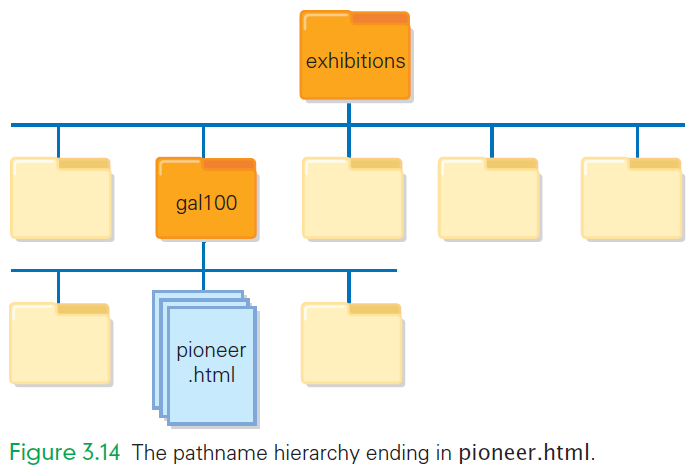 exhibitions
gal100
pioneer
.html
Figure 3.14 The pathname hierarchy ending in pioneer.html.